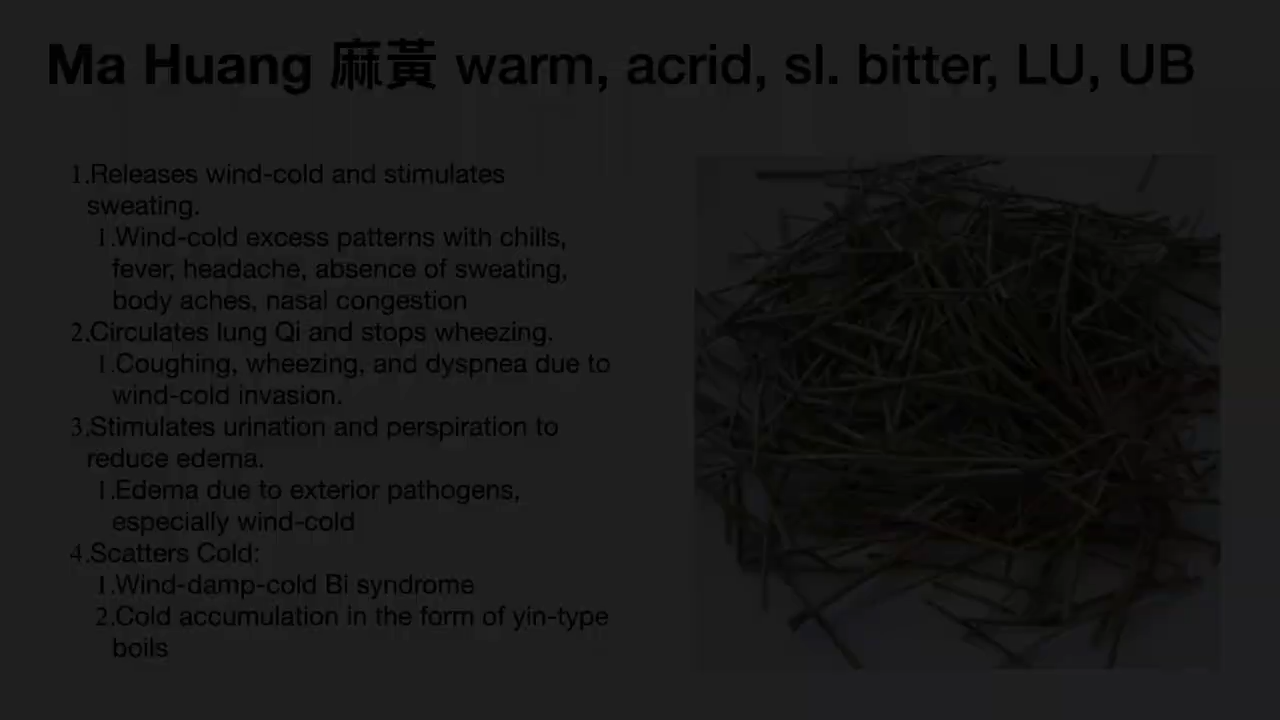 Ma Huang 麻黃 warm, acrid, sl. bitter, LU, UB
1.Releases wind-cold and stimulates
sweating.
1.Wind-cold excess patterns with chills,
fever, headache, absence of sweating,
body aches, nasal congestion
2.Circulates lung Qi and stops wheezing.
1.Coughing, wheezing, and dyspnea due to
wind-cold invasion.
3.Stimulates urination and perspiration to
reduce edema.
1.Edema due to exterior pathogens,
especially wind-cold
4.Scatters Cold:
1.Wind-damp-cold Bi syndrome
2.Cold accumulation in the form of yin-type
boils